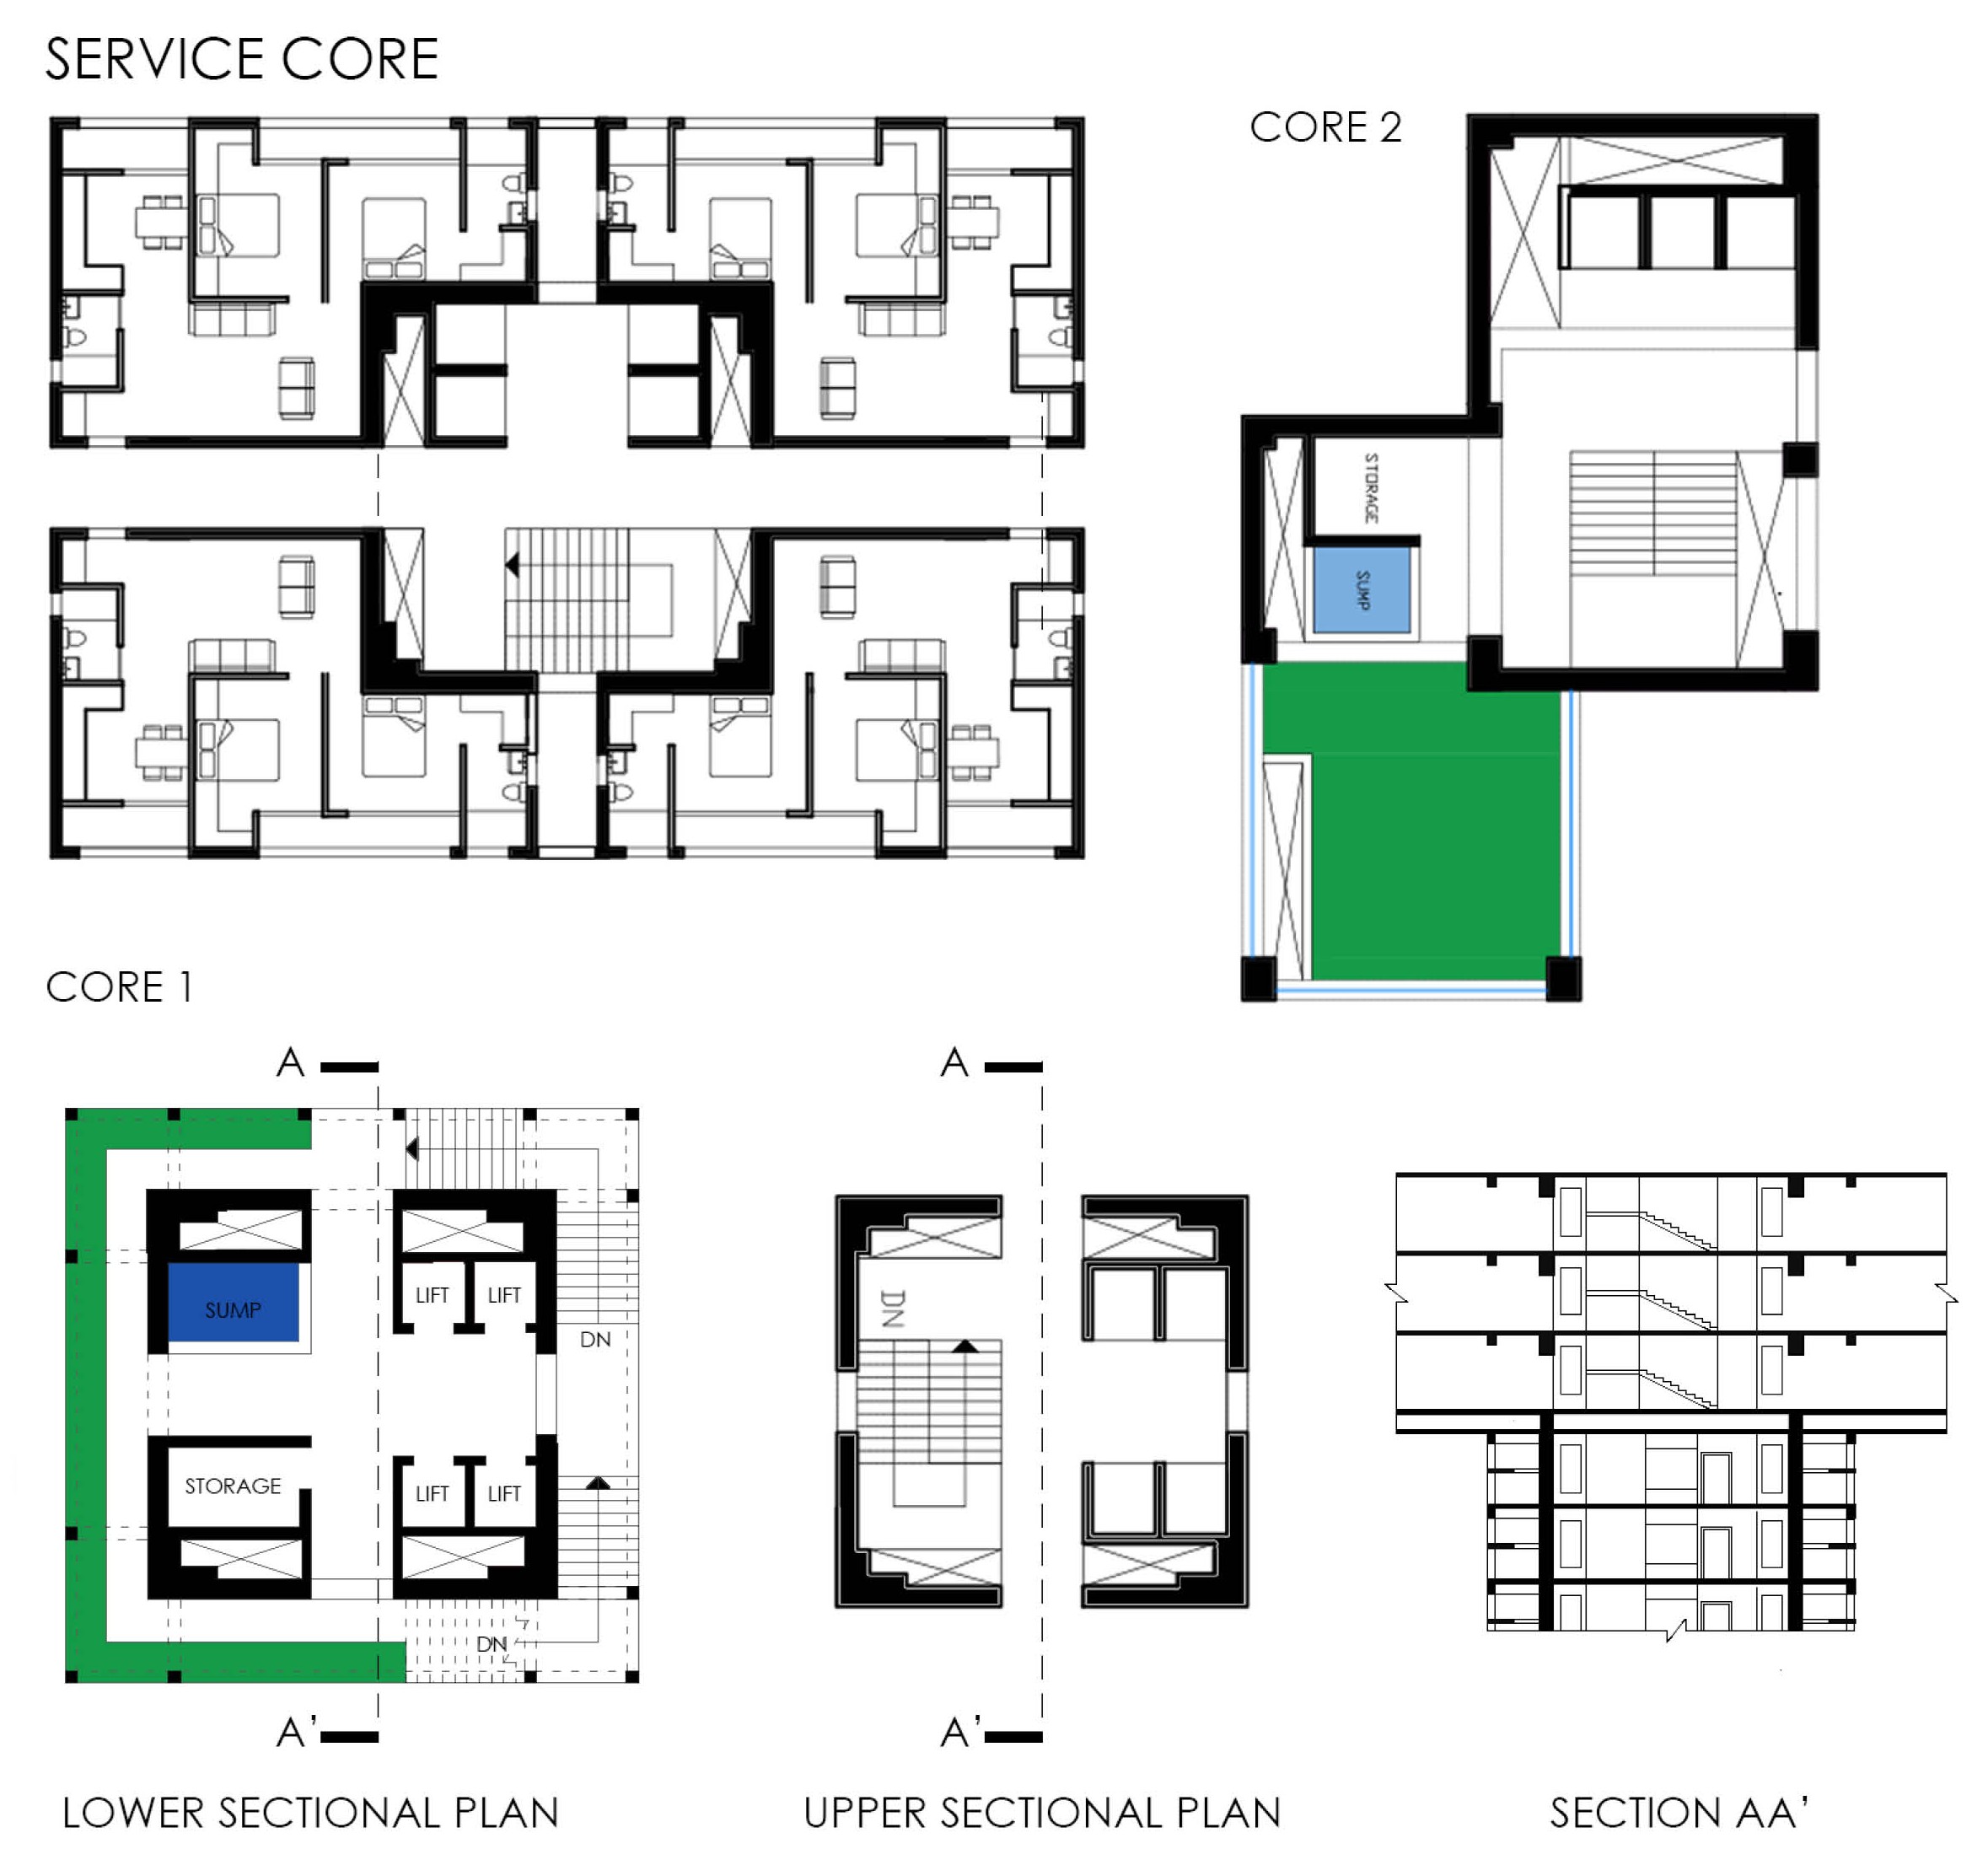 SERVICE CORE
CORE 2
STORAGE
SUMP
CORE 1
A
A
LIFT
LIFT
SUMP
DN
DN
STORAGE
LIFT
LIFT
DN
A’
A’
LOWER SECTIONAL PLAN
UPPER SECTIONAL PLAN
SECTION AA’